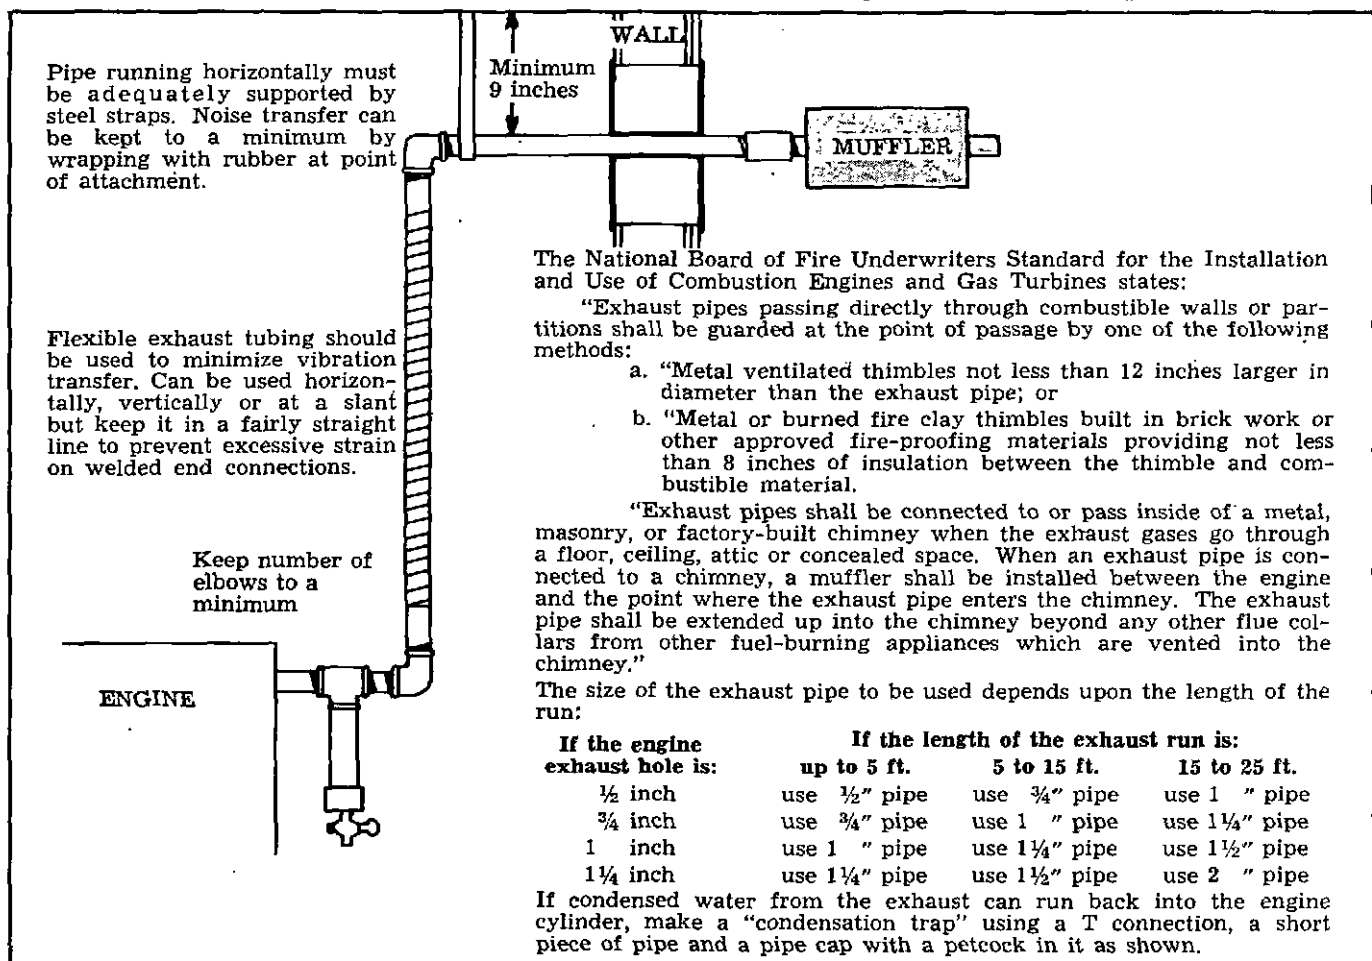 WALL
Pipe running horizontally must
be adequately supported by
steel straps. Noise transfer can
be kept to a minimum by
wrapping with rubber at point
of attachment.
Minimum
9 inches
MUFFLER
Flexible exhaust tubing should
be used to minimize vibration
transfer. Can be used horizon-
tally, vertically or at a slant
but keep it in a fairly straight
line to prevent excessive strain
on welded end connections.
Keep number of
elbows to a
minimum
ENGINE
The National Board of Fire Underwriters Standard for the Installation
and Use of Combustion Engines and Gas Turbines states:
“Exhaust pipes passing directly through combustible walls or par-
titions shall be guarded at the point of passage by one of the following
methods:
a. “Metal ventilated thimbles not less than 12 inches larger in
diameter than the exhaust pipe; or
b. “Metal or burned fire clay thimbles built in brick work or
other approved fire-proofing materials providing not less
than 8 inches of insulation between the thimble and com-
bustible material.
“Exhaust pipes shall be connected to or pass inside of a metal,
masonry, or factory-built chimney when the exhaust gases go through
a floor, ceiling, attic or concealed space. When an exhaust pipe is con-
nected to a chimney, a muffler shall be installed between the engine
and the point where the exhaust pipe enters the chimney. The exhaust
pipe shall be extended up into the chimney beyond any other flue col-
lars from other fuel-burning appliances which are vented into the
chimney.”
The size of the exhaust pipe to be used depends upon the length of the
run:
If the engine If the length of the exhaust run is:
exhaust hole is: up to 5 ft. 5 to 15 ft. 15 to 25 ft.
½ inch use ½″ pipe use ¾″ pipe use 1 ″ pipe
¾ inch use ¾″ pipe use 1 ″ pipe use 1¼″ pipe
1 inch use 1 ″ pipe use 1¼″ pipe use 1½″ pipe
1¼ inch use 1¼″ pipe use 1½″ pipe use 2 ″ pipe
If condensed water from the exhaust can run back into the engine
cylinder, make a “condensation trap” using a T connection, a short
piece of pipe and a pipe cap with a petcock in it as shown.